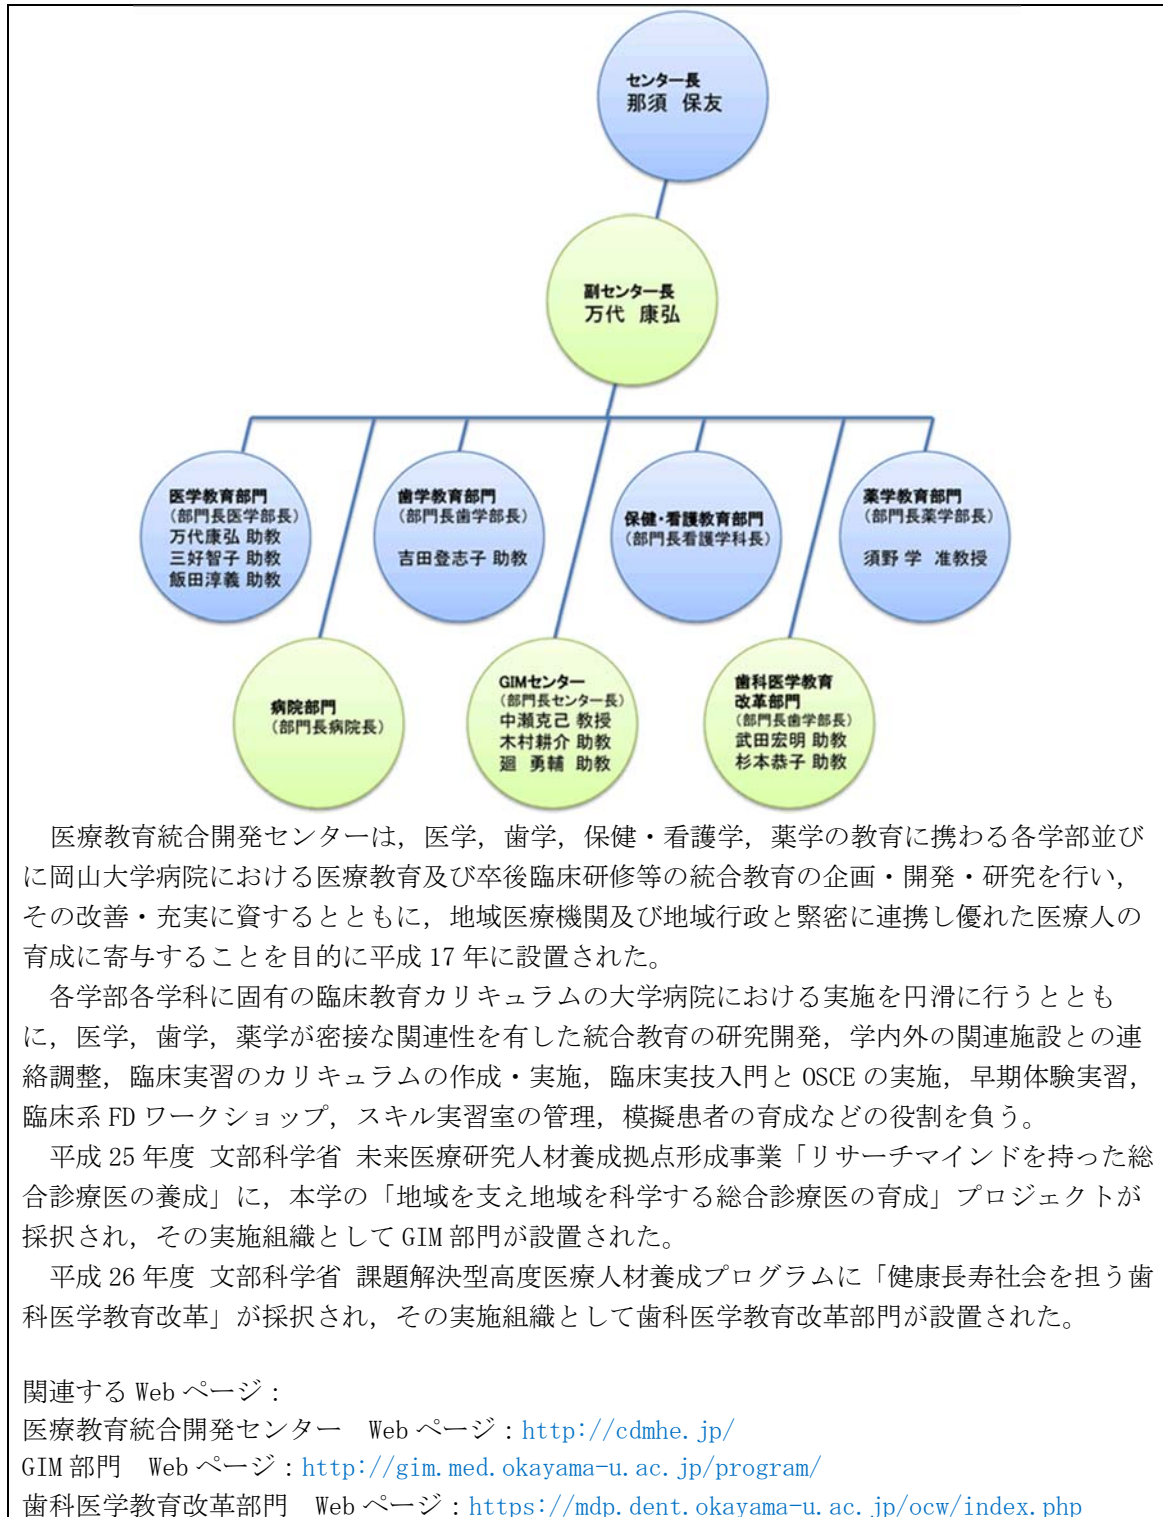 センター長
那須 保友
副センター長
万代 康弘
医学教育部門
(部門長医学部長)
万代康弘 助教
三好智子 助教
飯田淳義 助教
歯学教育部門
(部門長歯学部長)
吉田登志子 助教
保健・看護教育部門
(部門長看護学科長)
薬学教育部門
(部門長薬学部長)
須野 学 准教授
病院部門
(部門長病院長)
GIMセンター
(部門長センター長)
中瀬克己 教授
木村耕介 助教
廻 勇輔 助教
歯科医学教育
改革部門
(部門長歯学部長)
武田宏明 助教
杉本恭子 助教
医療教育統合開発センターは，医学，歯学，保健・看護学，薬学の教育に携わる各学部並び
に岡山大学病院における医療教育及び卒後臨床研修等の統合教育の企画・開発・研究を行い，
その改善・充実に資するとともに，地域医療機関及び地域行政と緊密に連携し優れた医療人の
育成に寄与することを目的に平成 17 年に設置された。
各学部各学科に固有の臨床教育カリキュラムの大学病院における実施を円滑に行うととも
に，医学，歯学，薬学が密接な関連性を有した統合教育の研究開発，学内外の関連施設との連
絡調整，臨床実習のカリキュラムの作成・実施，臨床実技入門と OSCE の実施，早期体験実習，
臨床系 FD ワークショップ，スキル実習室の管理，模擬患者の育成などの役割を負う。
平成 25 年度 文部科学省 未来医療研究人材養成拠点形成事業「リサーチマインドを持った総
合診療医の養成」に，本学の「地域を支え地域を科学する総合診療医の育成」プロジェクトが
採択され，その実施組織として GIM 部門が設置された。
平成 26 年度 文部科学省 課題解決型高度医療人材養成プログラムに「健康長寿社会を担う歯
科医学教育改革」が採択され，その実施組織として歯科医学教育改革部門が設置された。
関連する Web ページ：
医療教育統合開発センター Web ページ：http://cdmhe.jp/
GIM 部門 Web ページ：http://gim.med.okayama-u.ac.jp/program/
歯科医学教育改革部門 Web ページ：https://mdp.dent.okayama-u.ac.jp/ocw/index.php